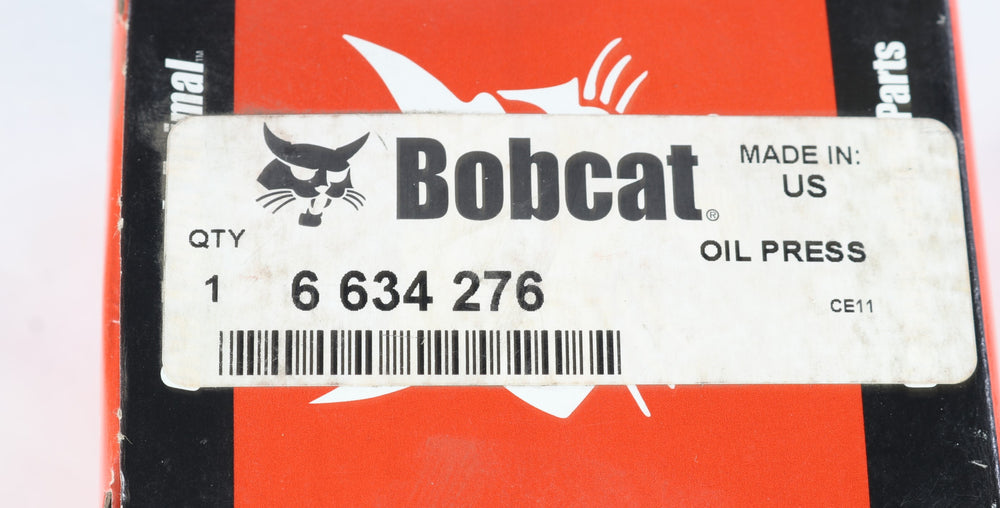 Bobcat®
MADE IN:
US
QTY
OIL PRESS
1 6 634 276
CE11
Parts